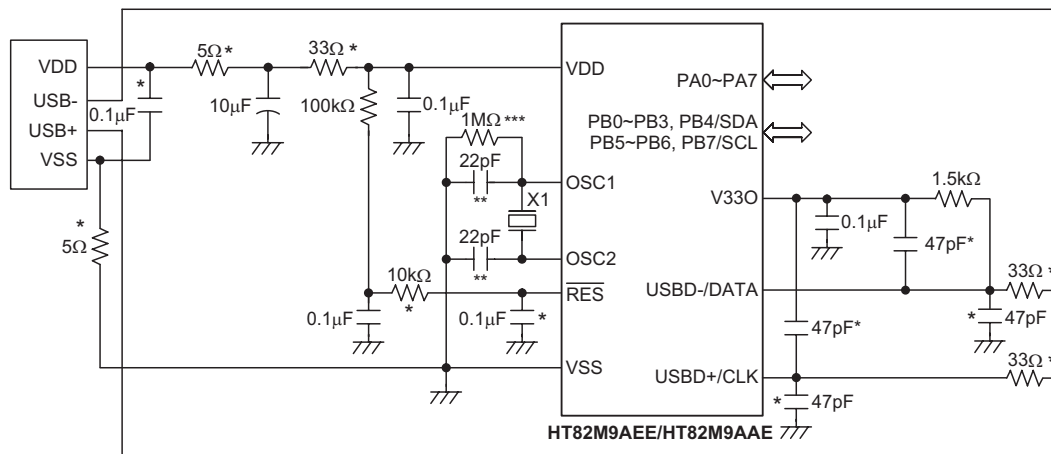 VDD
USB-
USB+
VSS
*
0.1µF
5Ω *
10µF
33Ω *
100kΩ
0.1µF
1MΩ ***
22pF
**
X1
22pF
**
*
5Ω
10kΩ
*
0.1µF
0.1µF
*
VDD
OSC1
OSC2
RES
VSS
PA0~PA7
PB0~PB3, PB4/SDA
PB5~PB6, PB7/SCL
V33O
USBD-/DATA
USBD+/CLK
HT82M9AEE/HT82M9AAE
1.5kΩ
0.1µF
47pF*
33Ω *
47pF*
*
47pF
33Ω *
*
47pF